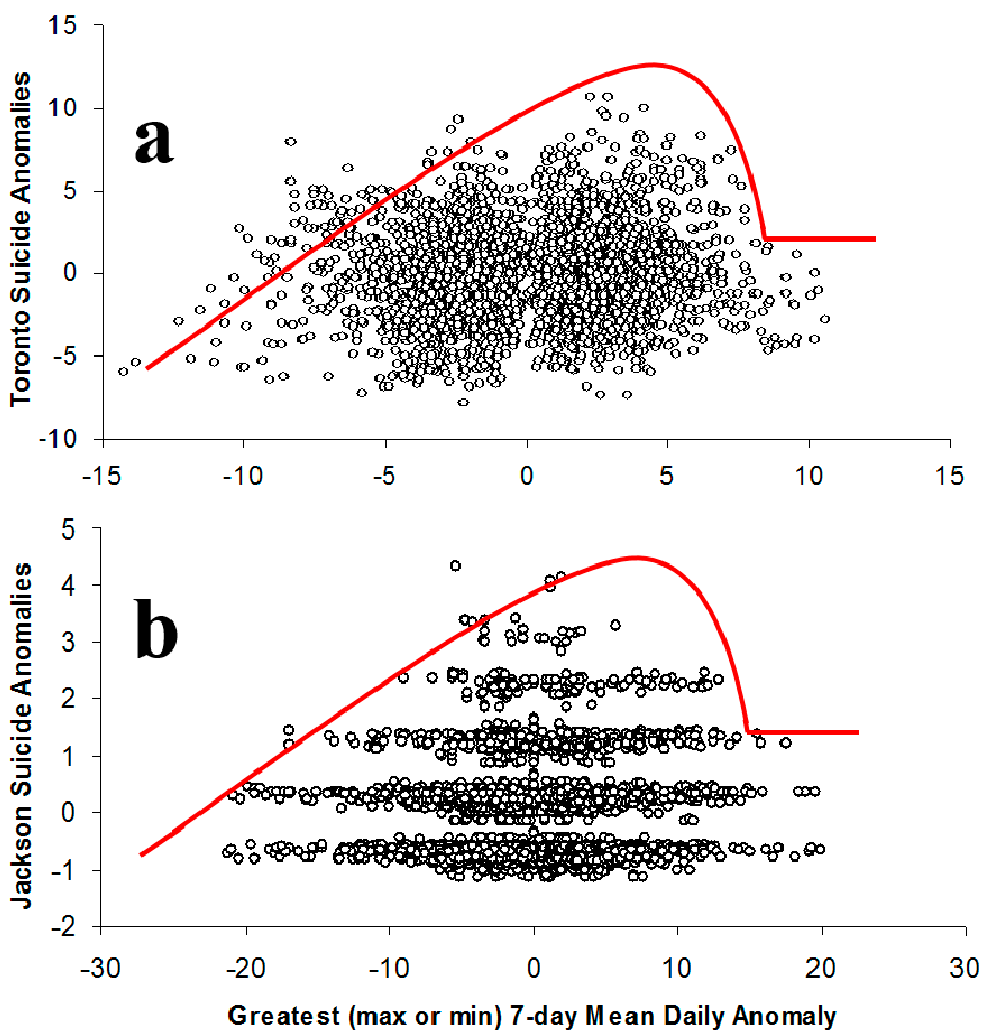 15
10
5
0
-5
-10
Toronto Suicide Anomalies
a
-15 -10 -5 0 5 10 15
5
4
3
2
1
0
-1
-2
Jackson Suicide Anomalies
b
-30 -20 -10 0 10 20 30
Greatest (max or min) 7-day Mean Daily Anomaly